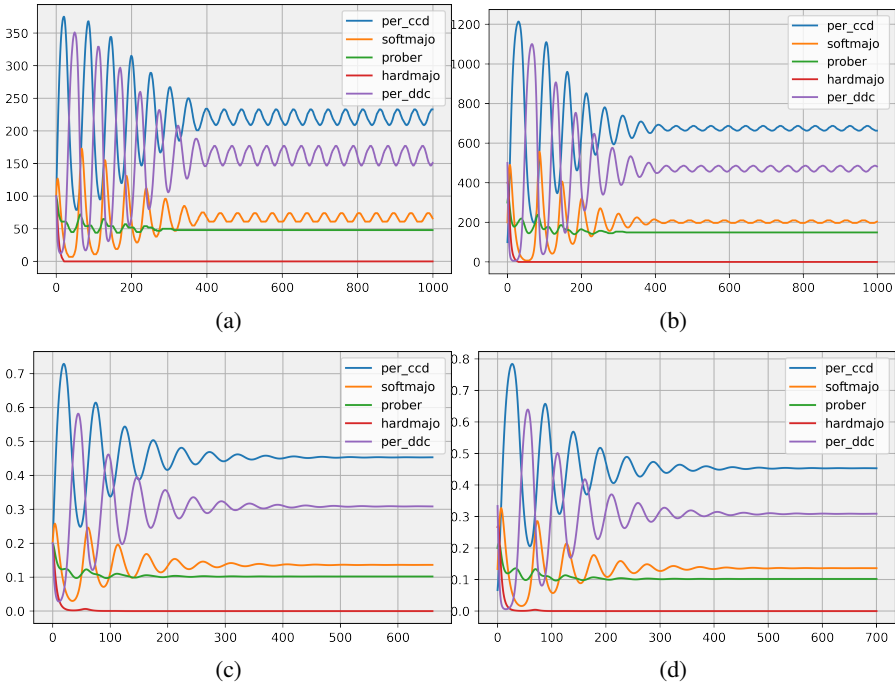 350
300
250
200
150
100
50
0
per_ccd
softmajo
prober
hardmajo
per_ddc
0 200 400 600 800 1000
(a)
1200
1000
800
600
400
200
0
per_ccd
softmajo
prober
hardmajo
per_ddc
0 200 400 600 800 1000
(b)
0.7
0.6
0.5
0.4
0.3
0.2
0.1
0.0
per_ccd
softmajo
prober
hardmajo
per_ddc
0 100 200 300 400 500 600
(c)
0.8
0.7
0.6
0.5
0.4
0.3
0.2
0.1
0.0
per_ccd
softmajo
prober
hardmajo
per_ddc
0 100 200 300 400 500 600 700
(d)